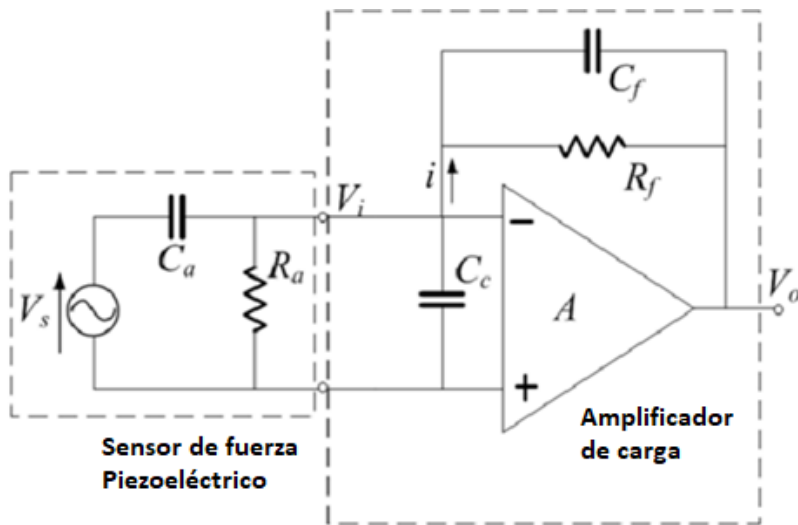 C_f
i
R_f
V_i
C_a
R_a
C_c
V_s
−
A
+
V_o
Sensor de fuerza
Piezoeléctrico
Amplificador
de carga